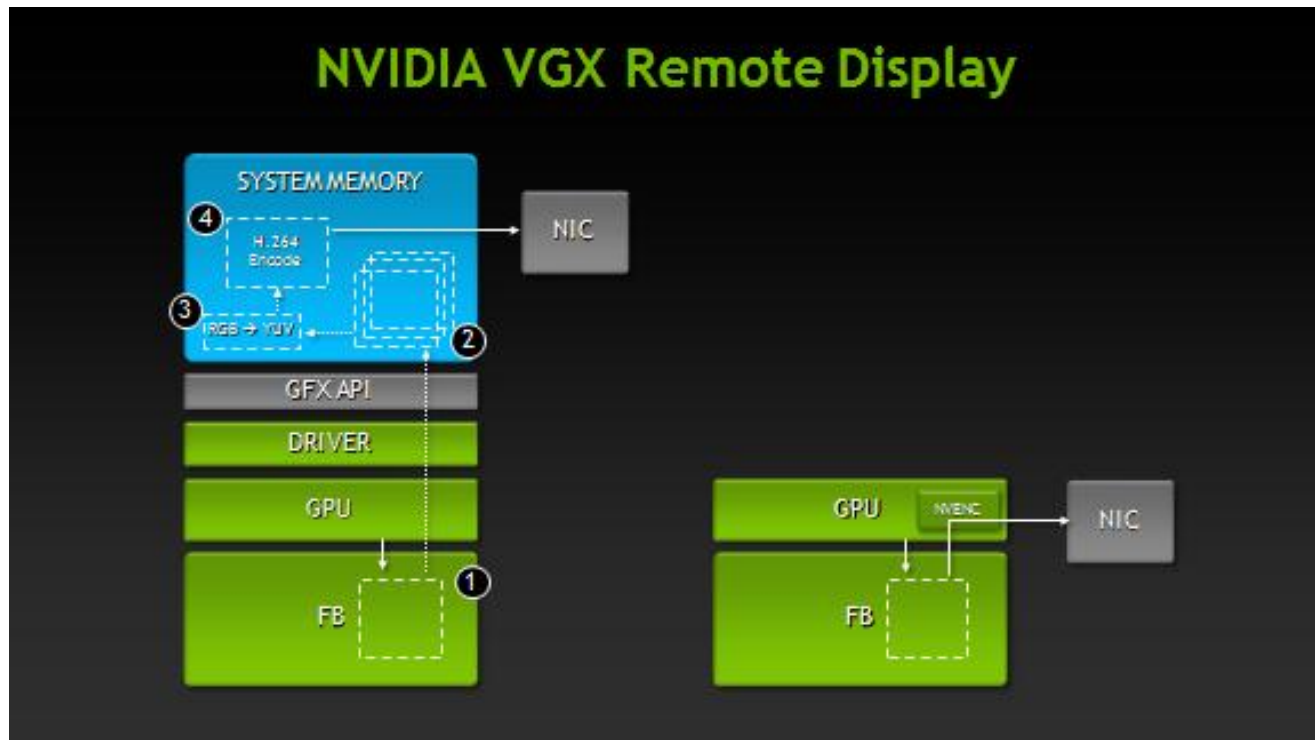 NVIDIA VGX Remote Display
SYSTEM MEMORY
4
H.264
Encode
NIC
3
RGB → YUV
2
GFX API
DRIVER
GPU
1
FB
GPU
NVENC
NIC
FB